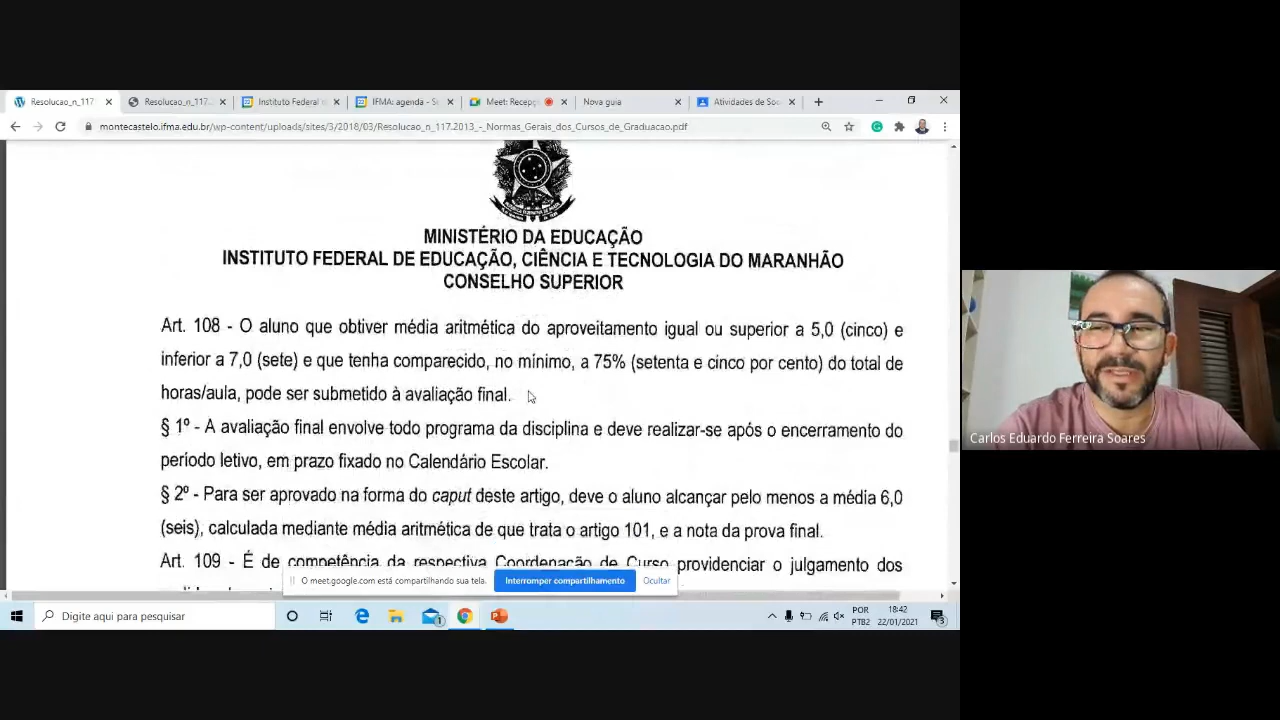 Resolucao_n_117
Resolucao_n_117.
Instituto Federal
IFMA: agenda - S
Meet: Recepç
Nova guia
Atividades de Soc
montecastelo.ifma.edu.br/wp-content/uploads/sites/3/2018/03/Resolucao_n_117.2013_-_Normas_Gerais_dos_Cursos_de_Graduacao.pdf
MINISTÉRIO DA EDUCAÇÃO
INSTITUTO FEDERAL DE EDUCAÇÃO, CIÊNCIA E TECNOLOGIA DO MARANHÃO
CONSELHO SUPERIOR
Art. 108 - O aluno que obtiver média aritmética do aproveitamento igual ou superior a 5,0 (cinco) e
inferior a 7,0 (sete) e que tenha comparecido, no mínimo, a 75% (setenta e cinco por cento) do total de
horas/aula, pode ser submetido à avaliação final.
§ 1º - A avaliação final envolve todo programa da disciplina e deve realizar-se após o encerramento do
período letivo, em prazo fixado no Calendário Escolar.
§ 2º - Para ser aprovado na forma do caput deste artigo, deve o aluno alcançar pelo menos a média 6,0
(seis), calculada mediante média aritmética de que trata o artigo 101, e a nota da prova final.
Art. 109 - É de competência da respectiva Coordenação de Curso providenciar o julgamento dos
O meet.google.com está compartilhando sua tela.
Interromper compartilhamento
Ocultar
Carlos Eduardo Ferreira Soares
Digite aqui para pesquisar
1
POR
PTB2
18:42
22/01/2021
3